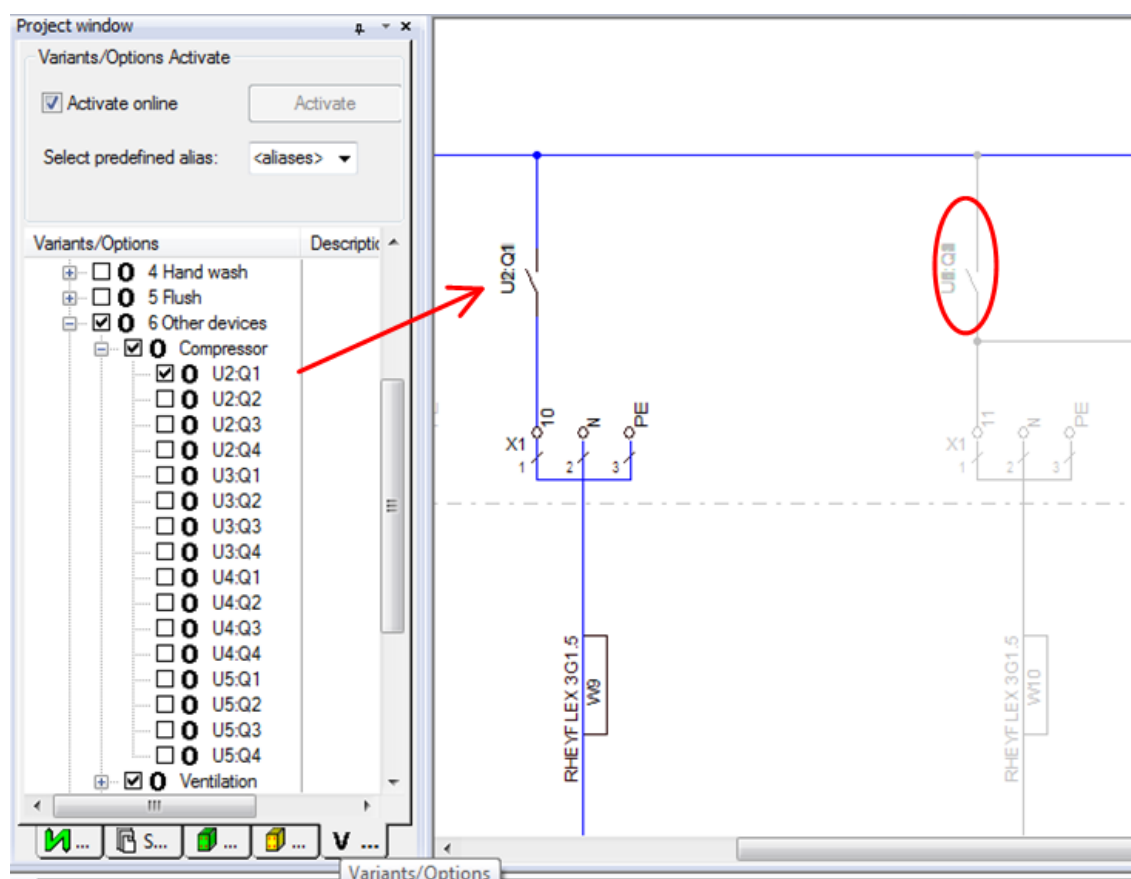 Project window
Variants/Options Activate
Activate online
Activate
Select predefined alias:
<aliases>
Variants/Options
Descriptic
4 Hand wash
5 Flush
6 Other devices
Compressor
U2:Q1
U2:Q2
U2:Q3
U2:Q4
U3:Q1
U3:Q2
U3:Q3
U3:Q4
U4:Q1
U4:Q2
U4:Q3
U4:Q4
U5:Q1
U5:Q2
U5:Q3
U5:Q4
Ventilation
...
S...
...
...
V ...
Variants/Options
U2:Q1
X1
10
N
PE
1
2
3
RHEYFLEX 3G1.5
W9
X1
11
N
PE
1
2
3
RHEYFLEX 3G1.5
W10